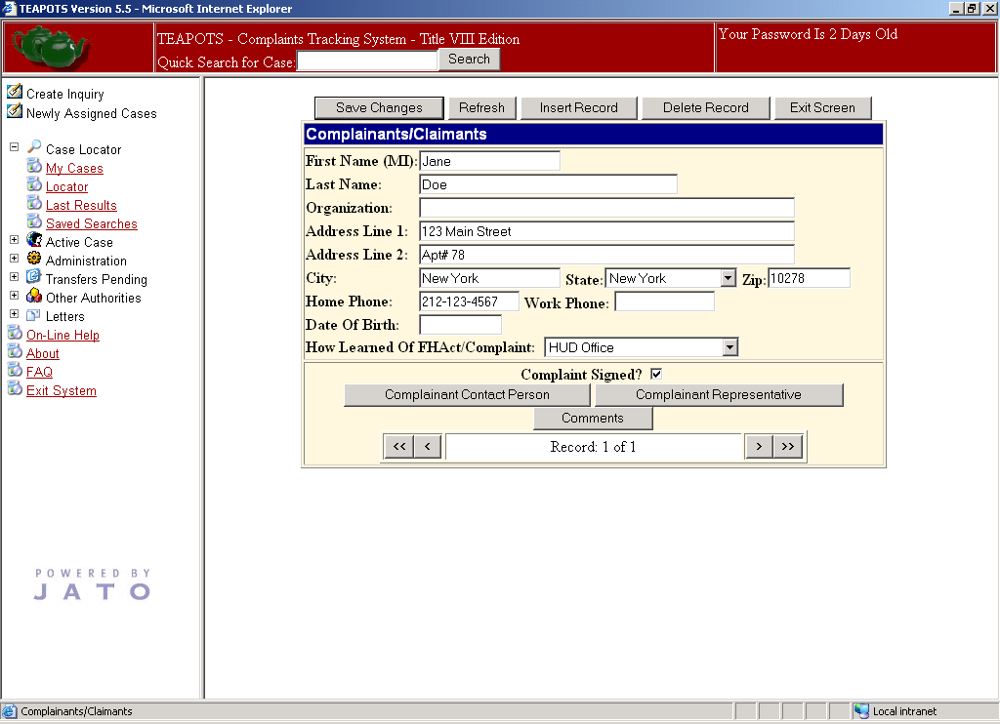 TEAPOTS Version 5.5 - Microsoft Internet Explorer
TEAPOTS - Complaints Tracking System - Title VIII Edition
Your Password Is 2 Days Old
Quick Search for Case: Search
Create Inquiry
Newly Assigned Cases
Case Locator
My Cases
Locator
Last Results
Saved Searches
Active Case
Administration
Transfers Pending
Other Authorities
Letters
On-Line Help
About
FAQ
Exit System
POWERED BY
JATO
Save Changes Refresh Insert Record Delete Record Exit Screen
Complainants/Claimants
First Name (MI): Jane
Last Name: Doe
Organization:
Address Line 1: 123 Main Street
Address Line 2: Apt# 78
City: New York State: New York Zip: 10278
Home Phone: 212-123-4567 Work Phone:
Date Of Birth:
How Learned Of FHAct/Complaint: HUD Office
Complaint Signed?
Complainant Contact Person Complainant Representative
Comments
<< < Record: 1 of 1 > >>
Complainants/Claimants Local intranet